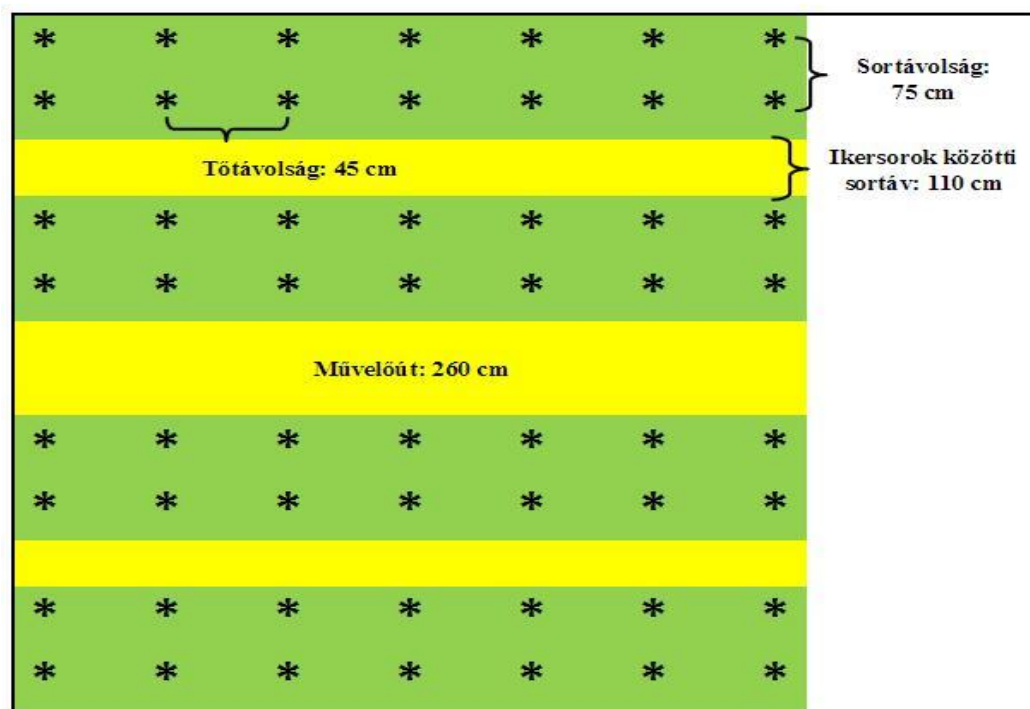 Sortávolság:
75 cm
Tőtávolság: 45 cm
Ikersorok közötti
sortáv: 110 cm
Művelőút: 260 cm